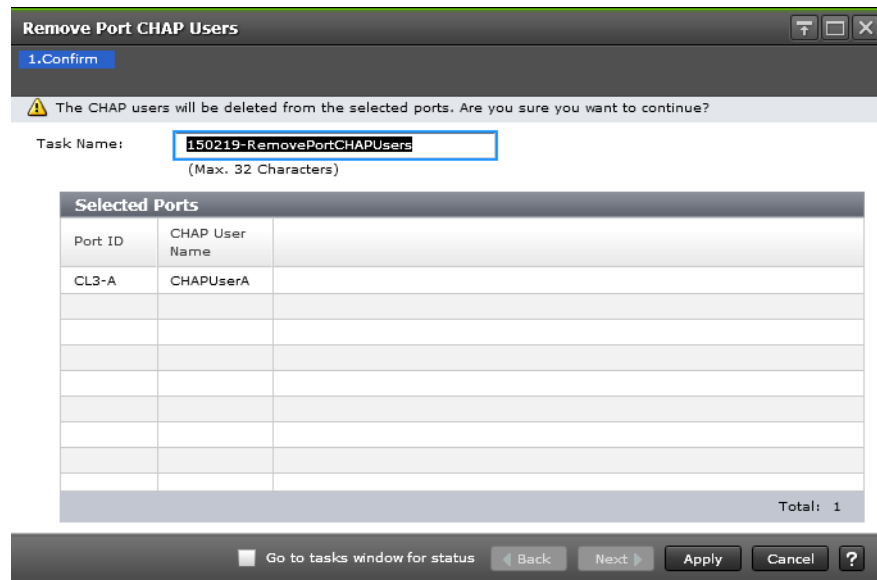 Remove Port CHAP Users
1.Confirm
The CHAP users will be deleted from the selected ports. Are you sure you want to continue?
Task Name: 150219-RemovePortCHAPUsers
(Max. 32 Characters)
Selected Ports
Port ID CHAP User
Name
CL3-A CHAPUserA
Total: 1
Go to tasks window for status Back Next Apply Cancel ?